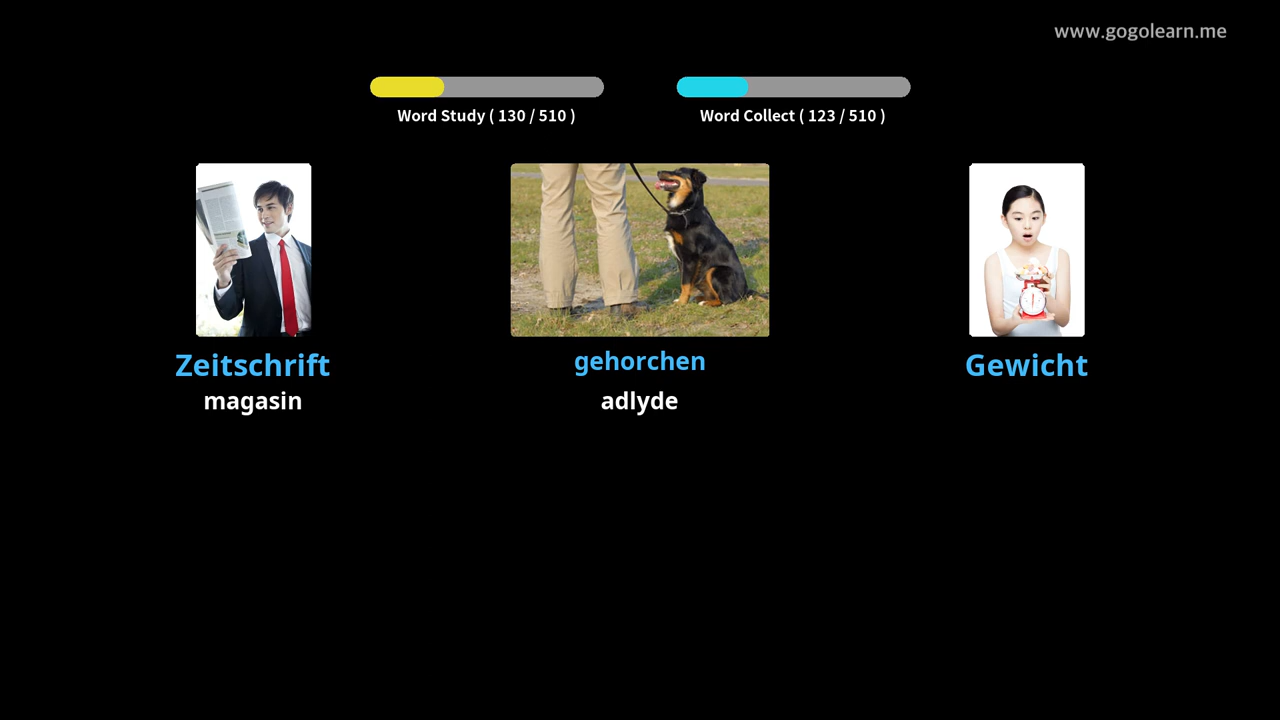 www.gogolearn.me
Word Study ( 130 / 510 )
Word Collect ( 123 / 510 )
Zeitschrift
magasin
gehorchen
adlyde
Gewicht